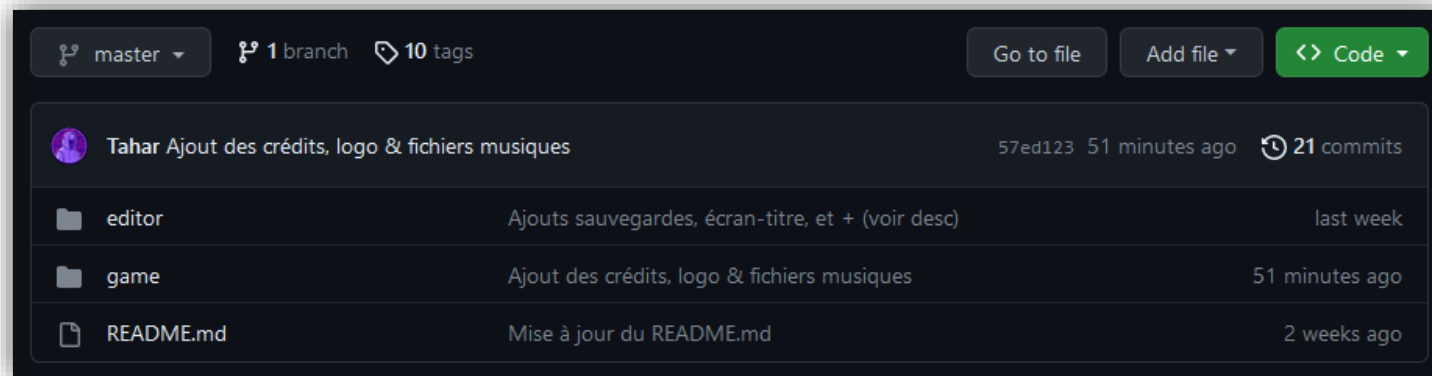 master 1 branch 10 tags Go to file Add file <> Code
Tahar Ajout des crédits, logo & fichiers musiques 57ed123 51 minutes ago 21 commits
editor Ajouts sauvegardes, écran-titre, et + (voir desc) last week
game Ajout des crédits, logo & fichiers musiques 51 minutes ago
README.md Mise à jour du README.md 2 weeks ago